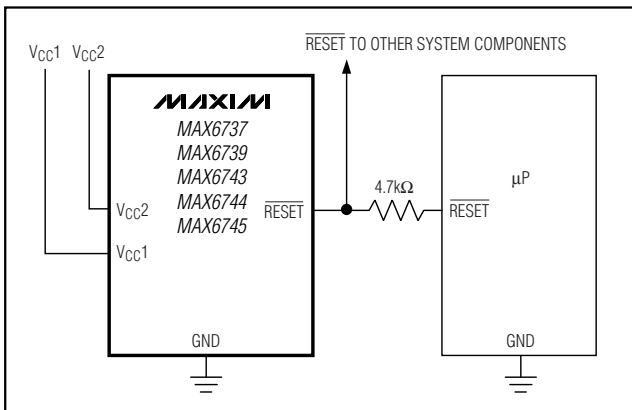 VCC1 VCC2
RESET TO OTHER SYSTEM COMPONENTS
MAXIM
MAX6737
MAX6739
MAX6743
MAX6744
MAX6745
VCC2
VCC1
RESET
GND
4.7kΩ
RESET
μP
GND